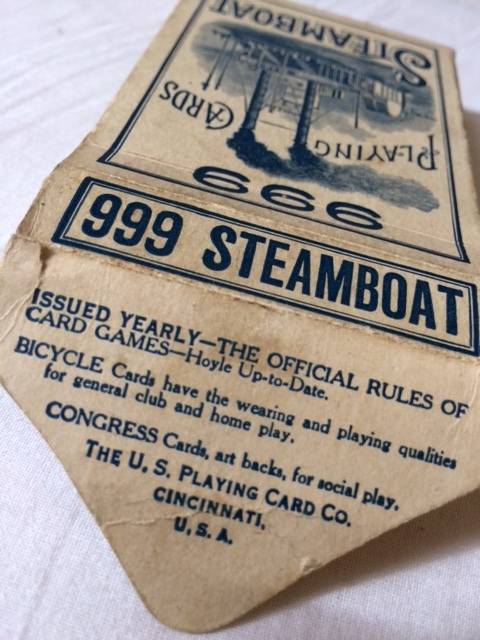 STEAMBOAT
PLAYING CARDS
999
999 STEAMBOAT
ISSUED YEARLY—THE OFFICIAL RULES OF
CARD GAMES—Hoyle Up-to-Date.
BICYCLE Cards have the wearing and playing qualities
for general club and home play.
CONGRESS Cards, art backs, for social play.
THE U. S. PLAYING CARD CO.
CINCINNATI,
U. S. A.